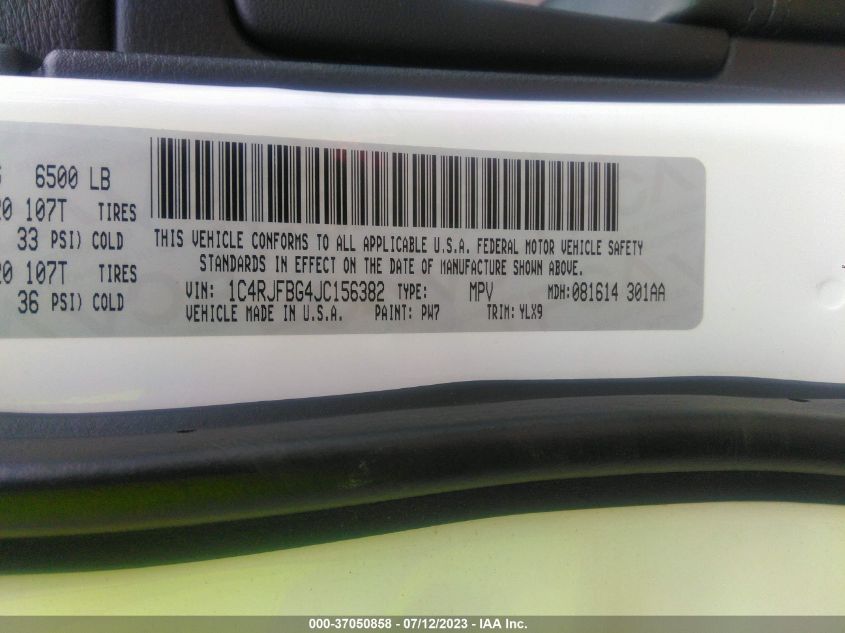 6500 LB
20 107T TIRES
33 PSI) COLD
20 107T TIRES
36 PSI) COLD
THIS VEHICLE CONFORMS TO ALL APPLICABLE U.S.A. FEDERAL MOTOR VEHICLE SAFETY
STANDARDS IN EFFECT ON THE DATE OF MANUFACTURE SHOWN ABOVE.
VIN: 1C4RJFBG4JC156382 TYPE: MPV MDH:081614 301AA
VEHICLE MADE IN U.S.A. PAINT: PW7 TRIM: YLX9
000-37050858 - 07/12/2023 - © IAA Inc.